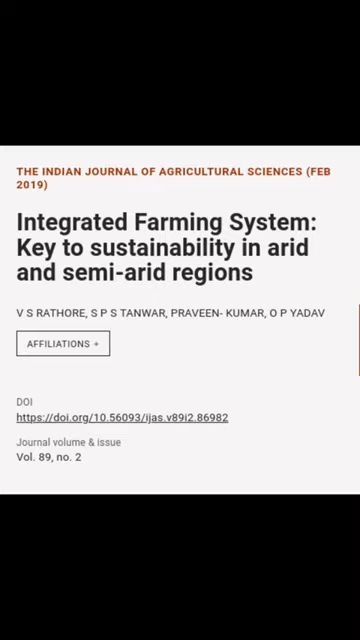 THE INDIAN JOURNAL OF AGRICULTURAL SCIENCES (FEB
2019)
Integrated Farming System:
Key to sustainability in arid
and semi-arid regions
V S RATHORE, S P S TANWAR, PRAVEEN- KUMAR, O P YADAV
AFFILIATIONS +
DOI
https://doi.org/10.56093/ijas.v89i2.86982
Journal volume & issue
Vol. 89, no. 2